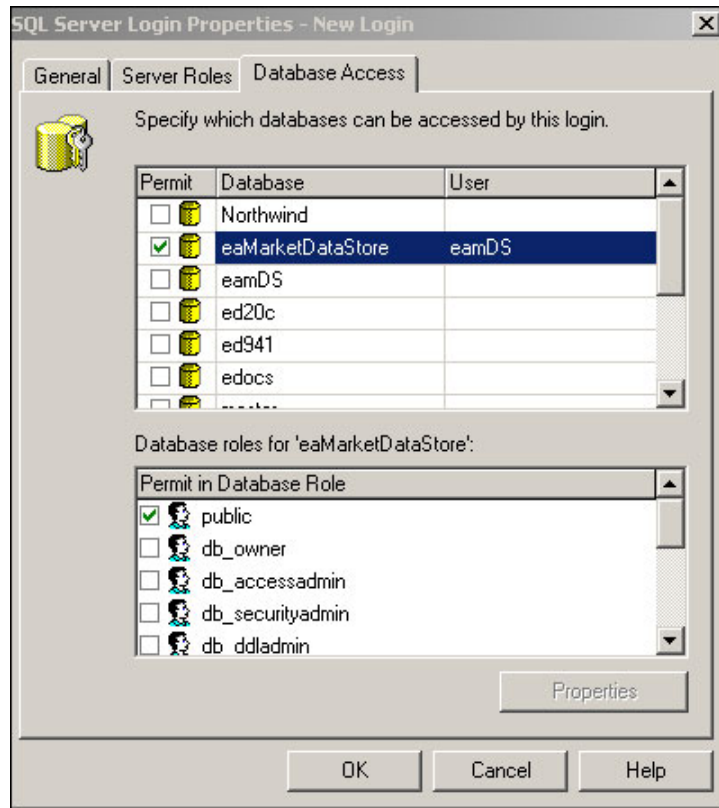 SQL Server Login Properties - New Login
General Server Roles Database Access
Specify which databases can be accessed by this login.
Permit Database User
Northwind
eaMarketDataStore eamDS
eamDS
ed20c
ed941
edocs
Database roles for 'eaMarketDataStore':
Permit in Database Role
public
db_owner
db_accessadmin
db_securityadmin
db_ddladmin
Properties
OK Cancel Help